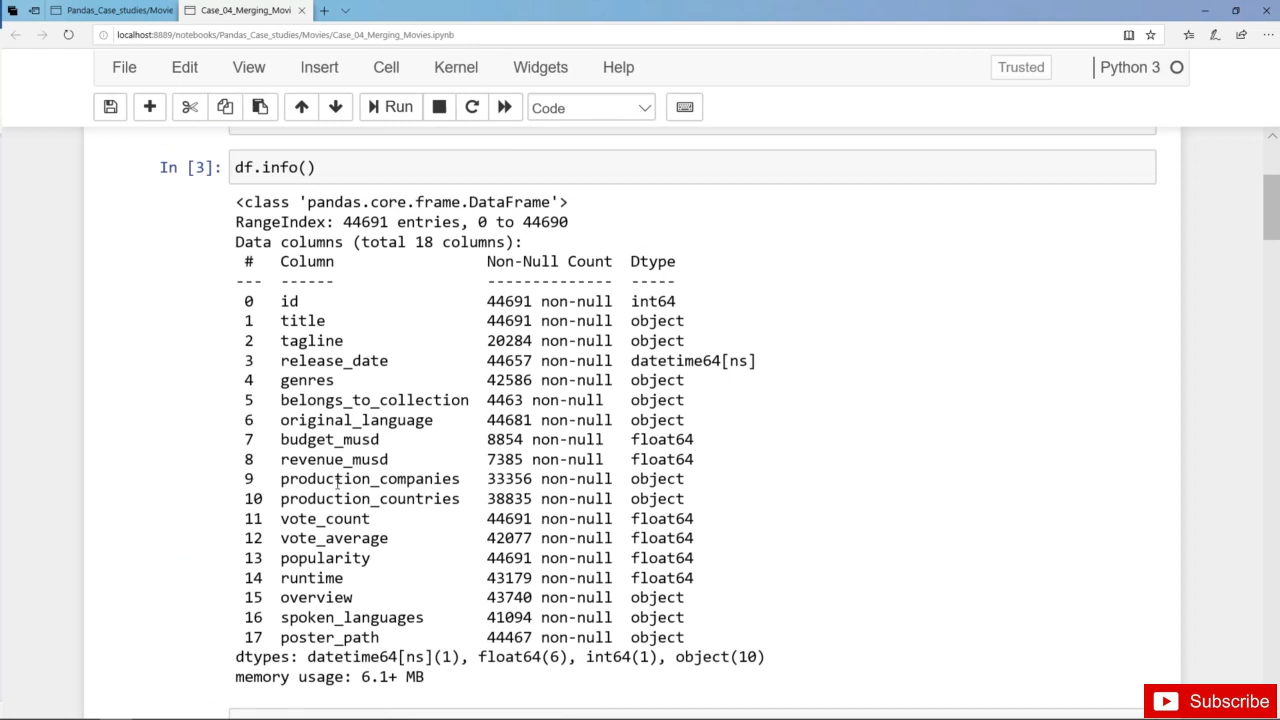 Pandas_Case_studies/Movie
Case_04_Merging_Movi
localhost:8889/notebooks/Pandas_Case_studies/Movies/Case_04_Merging_Movies.ipynb
File Edit View Insert Cell Kernel Widgets Help Trusted Python 3
Run Code
In [3]: df.info()
<class 'pandas.core.frame.DataFrame'>
RangeIndex: 44691 entries, 0 to 44690
Data columns (total 18 columns):
# Column Non-Null Count Dtype
--- ------ -------------- -----
0 id 44691 non-null int64
1 title 44691 non-null object
2 tagline 20284 non-null object
3 release_date 44657 non-null datetime64[ns]
4 genres 42586 non-null object
5 belongs_to_collection 4463 non-null object
6 original_language 44681 non-null object
7 budget_musd 8854 non-null float64
8 revenue_musd 7385 non-null float64
9 production_companies 33356 non-null object
10 production_countries 38835 non-null object
11 vote_count 44691 non-null float64
12 vote_average 42077 non-null float64
13 popularity 44691 non-null float64
14 runtime 43179 non-null float64
15 overview 43740 non-null object
16 spoken_languages 41094 non-null object
17 poster_path 44467 non-null object
dtypes: datetime64[ns](1), float64(6), int64(1), object(10)
memory usage: 6.1+ MB
Subscribe